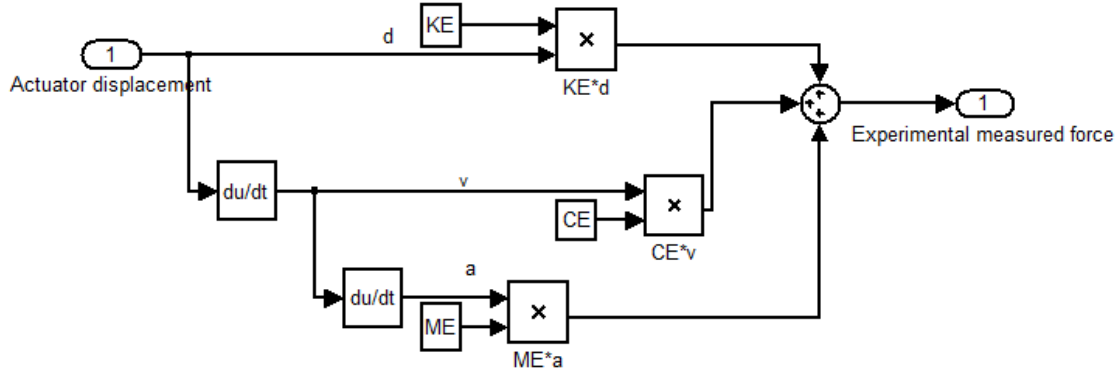 KE
d
1
×
Actuator displacement
KE*d
1
Experimental measured force
du/dt
v
CE
×
CE*v
a
du/dt
ME
×
ME*a